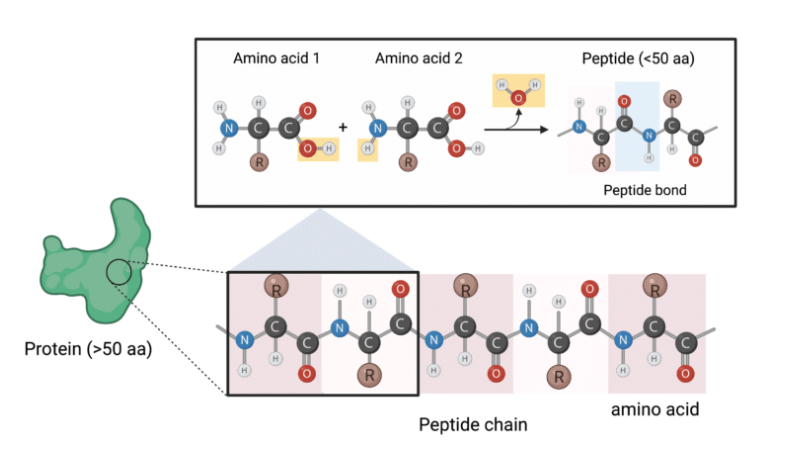 Amino acid 1 Amino acid 2 Peptide (<50 aa)
H H O H H H O
H H O H R
N C C + N C C N C C N C C
H O H H O H H H O
R R R
Peptide bond
R H H O R H H O R
N C C N C C N C C N C C N C C
H H O R H H O R H H O
Protein (>50 aa)
Peptide chain
amino acid